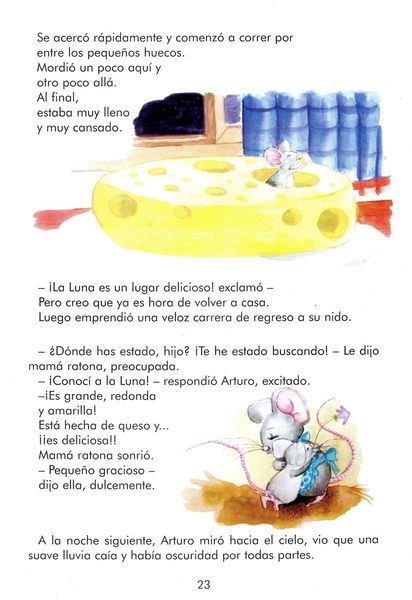 Se acercó rápidamente y comenzó a correr por
entre los pequeños huecos.
Mordió un poco aquí y
otro poco allá.
Al final,
estaba muy lleno
y muy cansado.
– ¡La Luna es un lugar delicioso! exclamó –
Pero creo que ya es hora de volver a casa.
Luego emprendió una veloz carrera de regreso a su nido.
– ¿Dónde has estado, hijo? ¡Te he estado buscando! – Le dijo
mamá ratona, preocupada.
– ¡Conocí a la Luna! – respondió Arturo, excitado.
–¡Es grande, redonda
y amarilla!
Está hecha de queso y...
¡¡es deliciosa!!
Mamá ratona sonrió.
– Pequeño gracioso –
dijo ella, dulcemente.
A la noche siguiente, Arturo miró hacia el cielo, vio que una
suave lluvia caía y había oscuridad por todas partes.
23